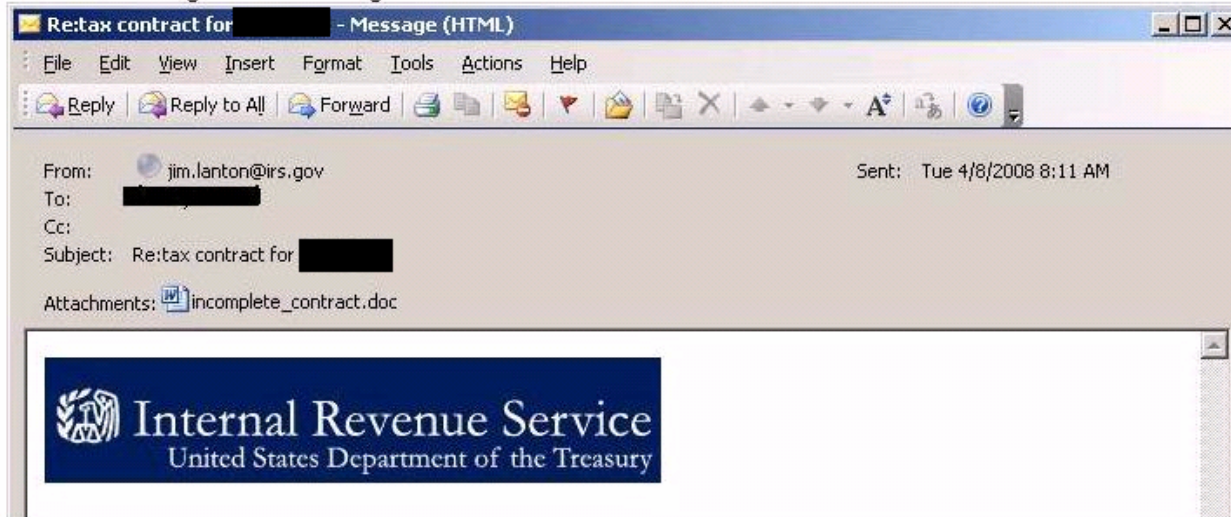 Re:tax contract for - Message (HTML)
File Edit View Insert Format Tools Actions Help
Reply Reply to All Forward
From: jim.lanton@irs.gov Sent: Tue 4/8/2008 8:11 AM
To:
Cc:
Subject: Re:tax contract for
Attachments: incomplete_contract.doc
Internal Revenue Service
United States Department of the Treasury